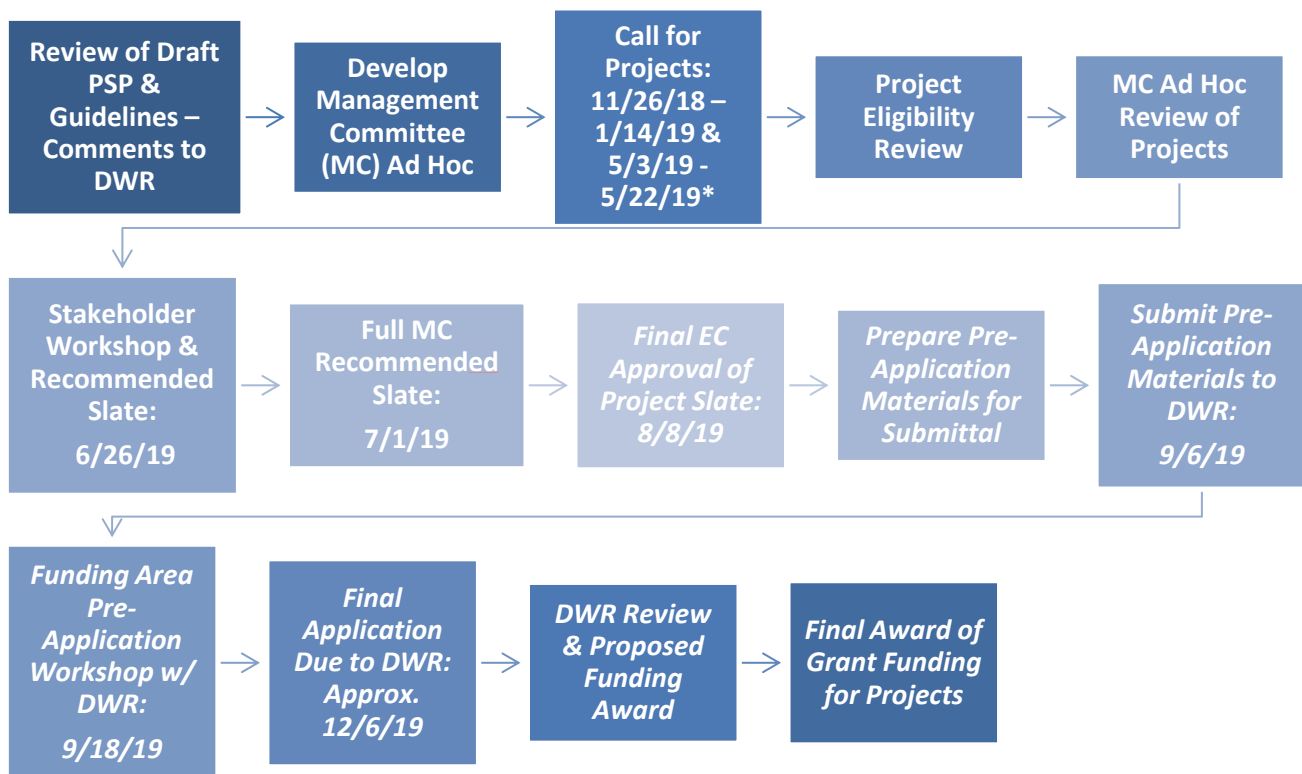 Review of Draft
PSP &
Guidelines –
Comments to
DWR
Develop
Management
Committee
(MC) Ad Hoc
Call for
Projects:
11/26/18 –
1/14/19 &
5/3/19 -
5/22/19*
Project
Eligibility
Review
MC Ad Hoc
Review of
Projects
Stakeholder
Workshop &
Recommended
Slate:
6/26/19
Full MC
Recommended
Slate:
7/1/19
Final EC
Approval of
Project Slate:
8/8/19
Prepare Pre-
Application
Materials for
Submittal
Submit Pre-
Application
Materials to
DWR:
9/6/19
Funding Area
Pre-
Application
Workshop w/
DWR:
9/18/19
Final
Application
Due to DWR:
Approx.
12/6/19
DWR Review
& Proposed
Funding
Award
Final Award of
Grant Funding
for Projects